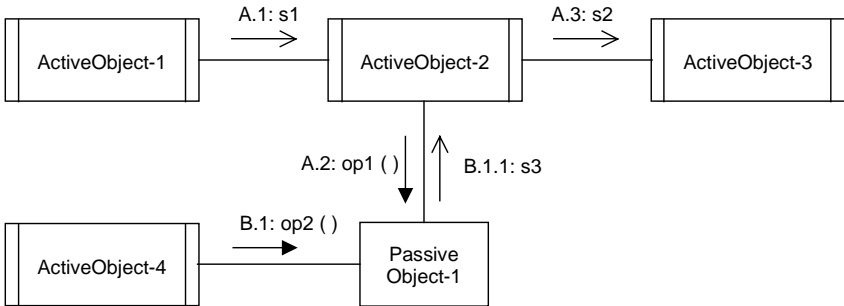 A.1: s1
A.3: s2
ActiveObject-1
ActiveObject-2
ActiveObject-3
A.2: op1 ( )
B.1.1: s3
B.1: op2 ( )
ActiveObject-4
Passive
Object-1